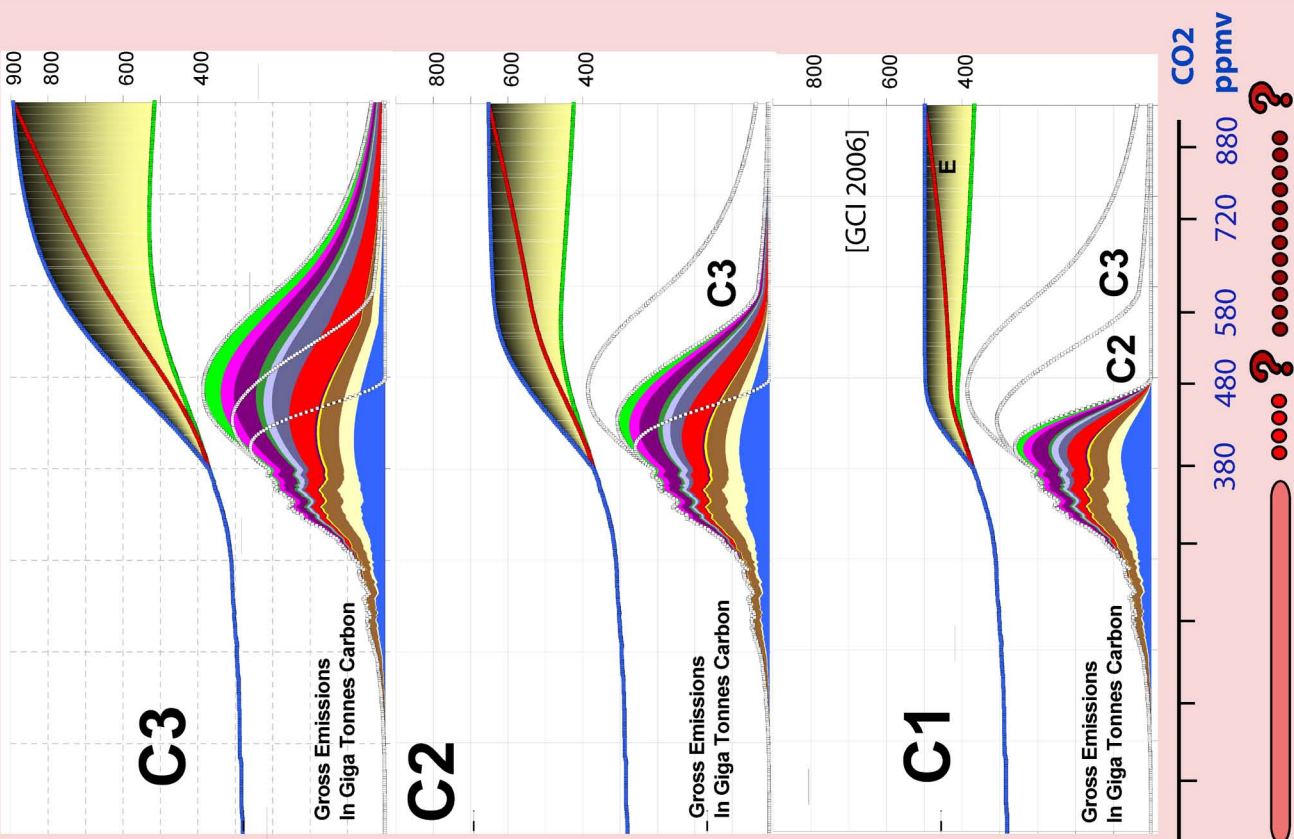 C3
900
800
600
400
Gross Emissions
In Giga Tonnes Carbon
C2
800
600
400
C3
Gross Emissions
In Giga Tonnes Carbon
C1
800
600
400
[GCI 2006]
E
C3
C2
Gross Emissions
In Giga Tonnes Carbon
CO2
ppmv
380
480
580
720
880
?
?